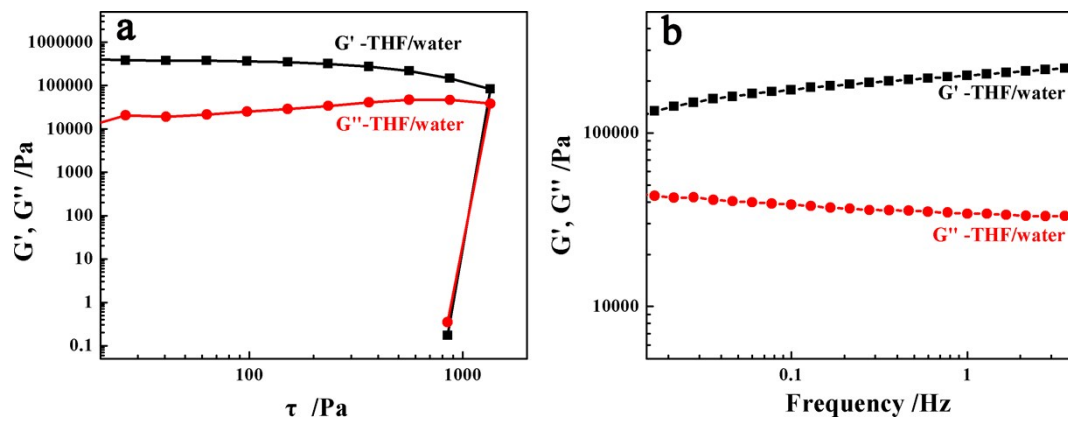 a
G' -THF/water
G''-THF/water
1000000
100000
10000
1000
100
10
1
0.1
G', G'' /Pa
100
1000
τ /Pa
b
G' -THF/water
G'' -THF/water
100000
10000
G', G'' /Pa
0.1
1
Frequency /Hz